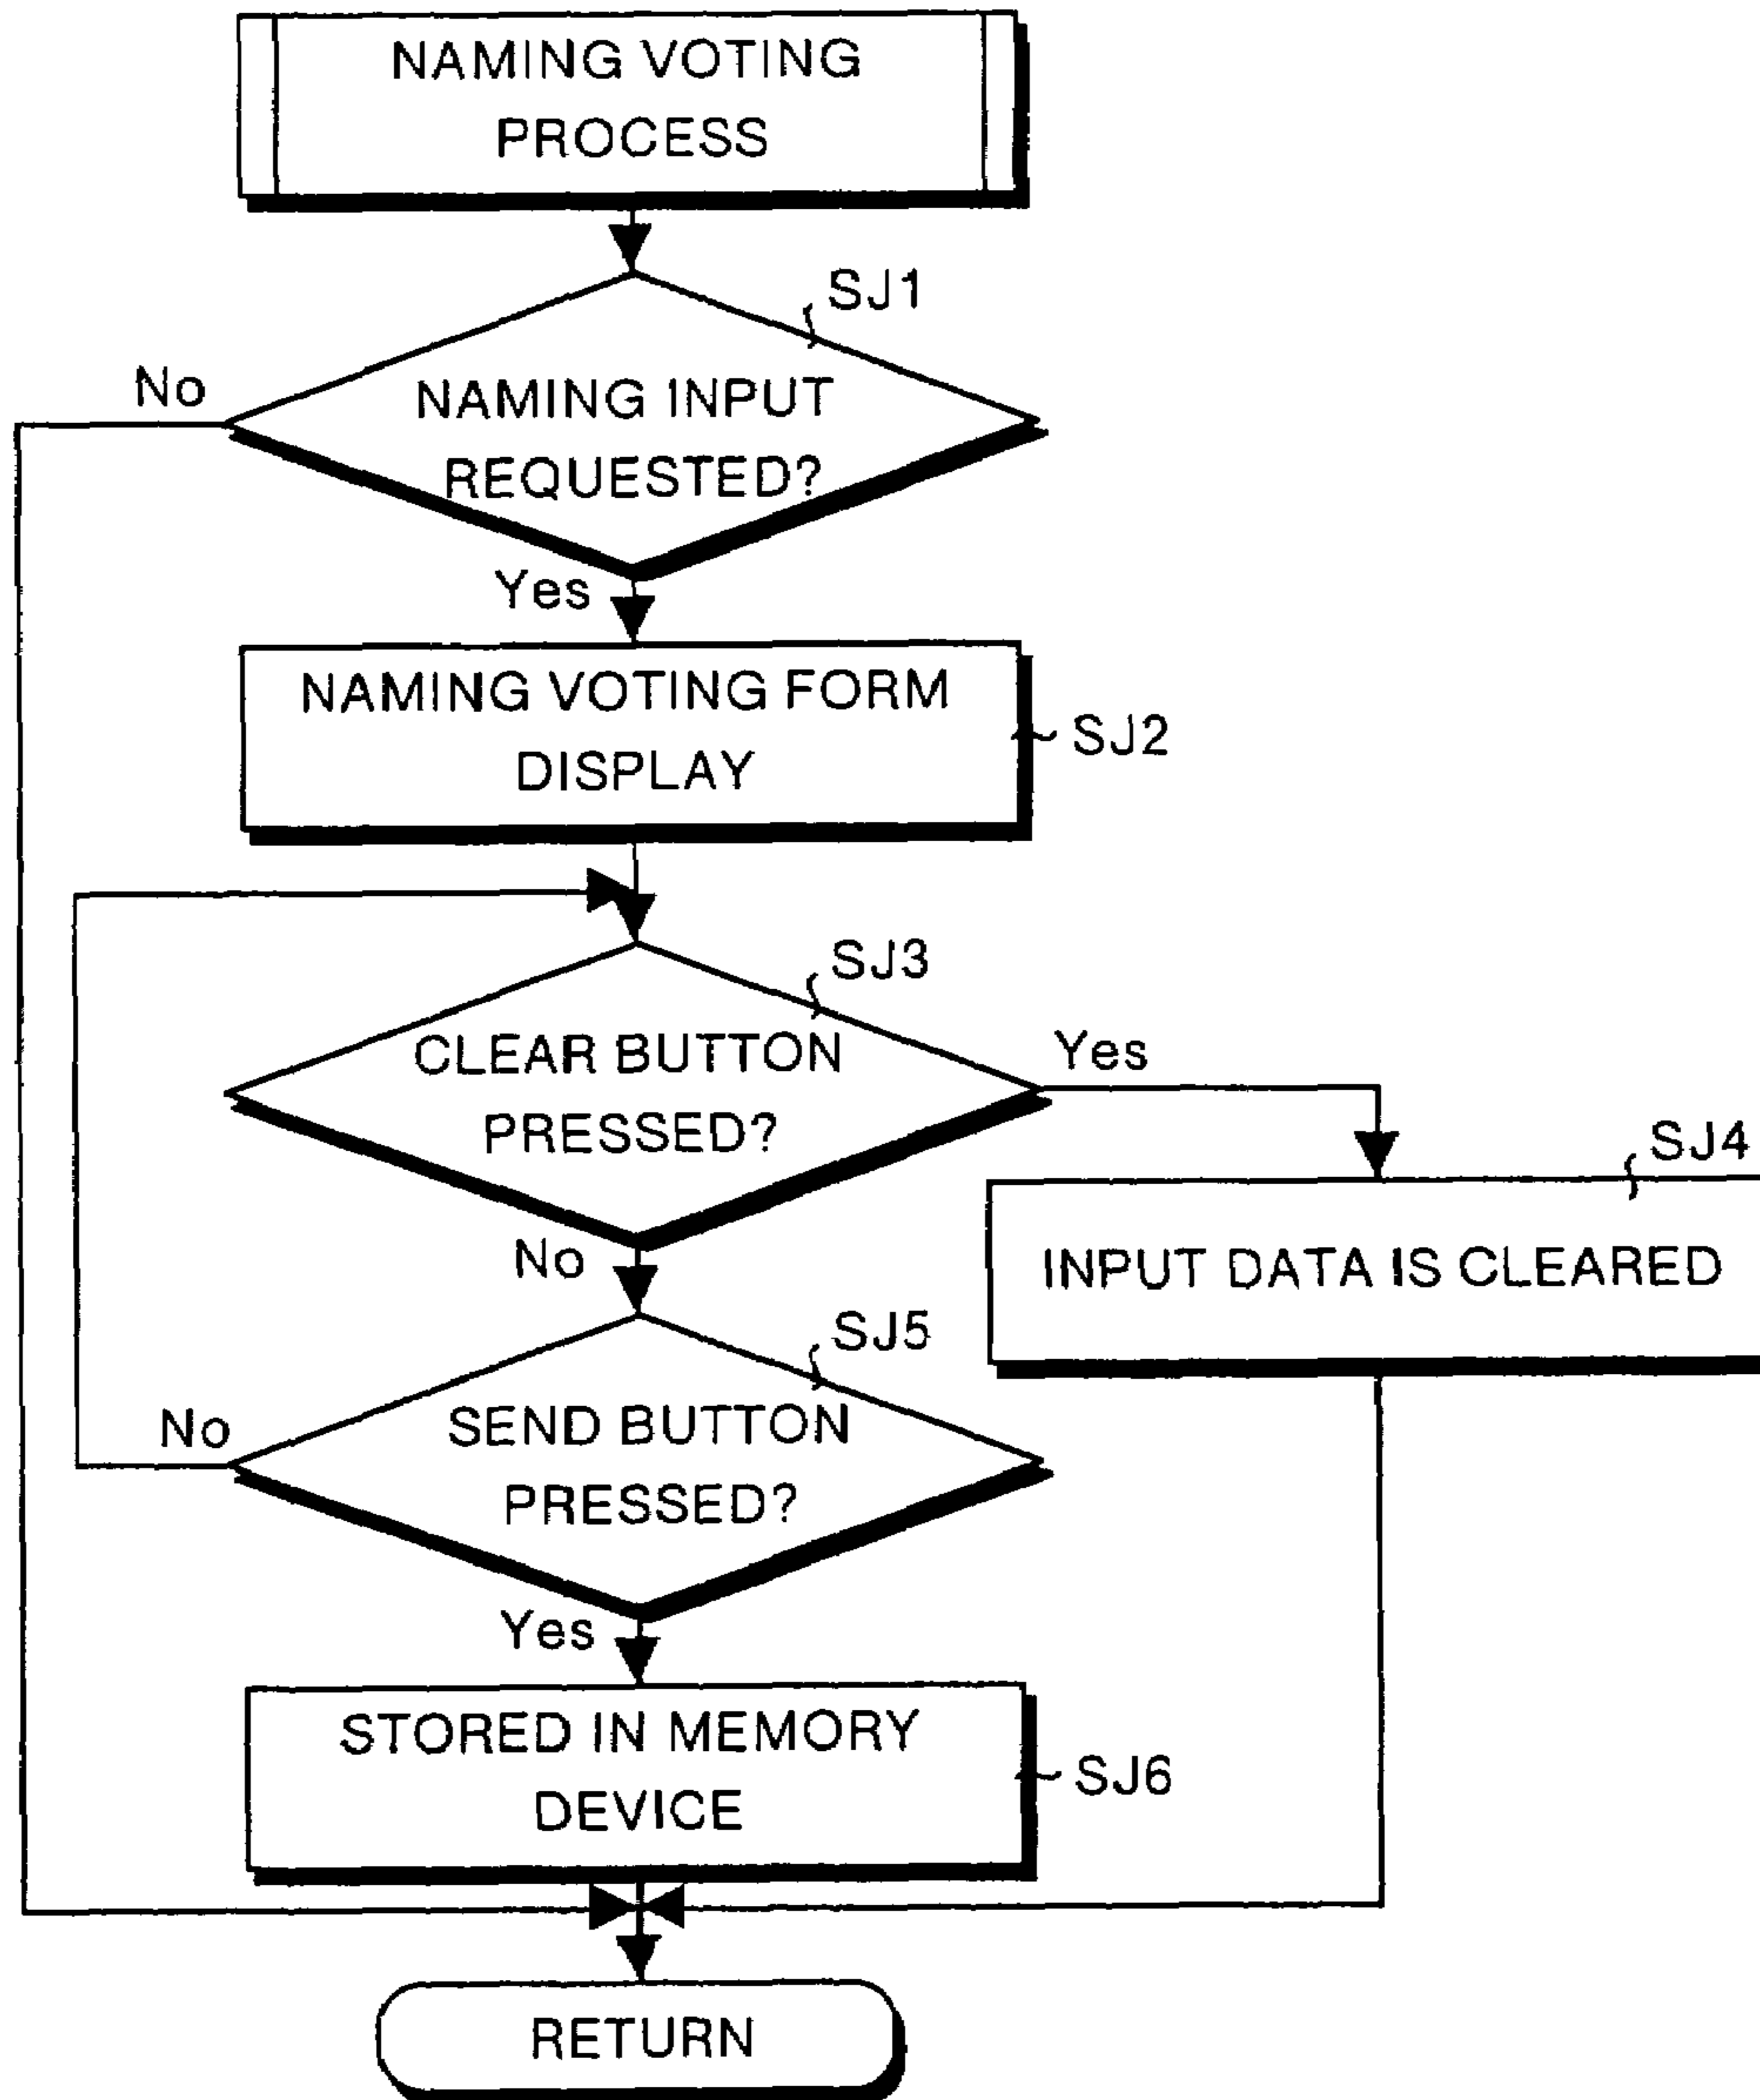 NAMING VOTING
PROCESS
SJ1
No
NAMING INPUT
REQUESTED?
Yes
NAMING VOTING FORM
DISPLAY
SJ2
SJ3
CLEAR BUTTON
PRESSED?
Yes
SJ4
INPUT DATA IS CLEARED
No
SJ5
No
SEND BUTTON
PRESSED?
Yes
STORED IN MEMORY
DEVICE
SJ6
RETURN